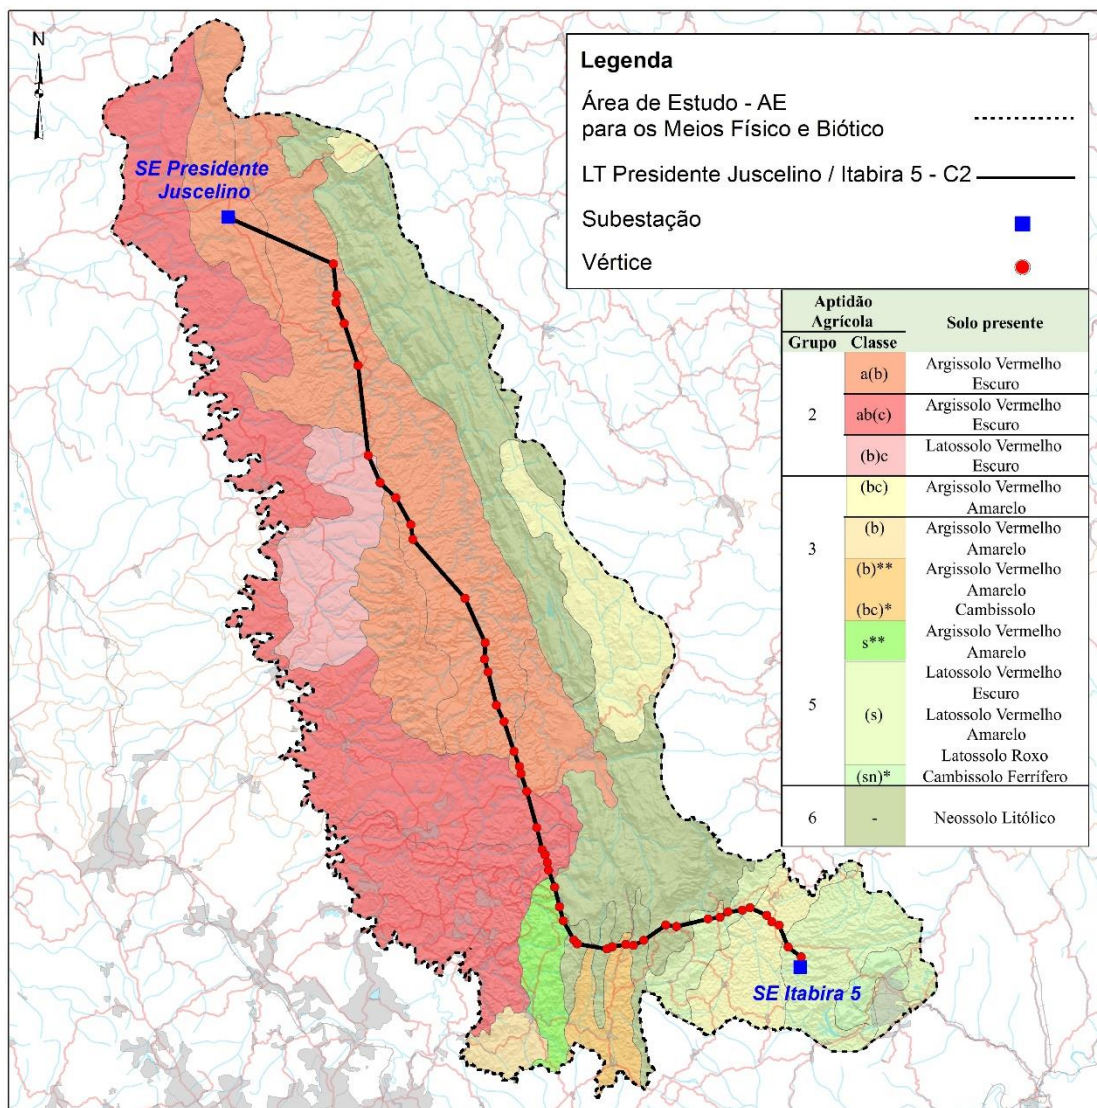 N
Legenda
Área de Estudo - AE
para os Meios Físico e Biótico
LT Presidente Juscelino / Itabira 5 - C2
Subestação
Vértice
SE Presidente
Juscelino
Aptidão
Agrícola
Solo presente
Grupo Classe
a(b) Argissolo Vermelho
Escuro
2 ab(c) Argissolo Vermelho
Escuro
(b)c Latossolo Vermelho
Escuro
3 (bc) Argissolo Vermelho
Amarelo
(b) Argissolo Vermelho
Amarelo
(b)** Argissolo Vermelho
Amarelo
(bc)* Cambissolo
5 s** Argissolo Vermelho
Amarelo
(s) Latossolo Vermelho
Escuro
Latossolo Vermelho
Amarelo
Latossolo Roxo
(sn)* Cambissolo Ferrífero
6 - Neossolo Litólico
SE Itabira 5